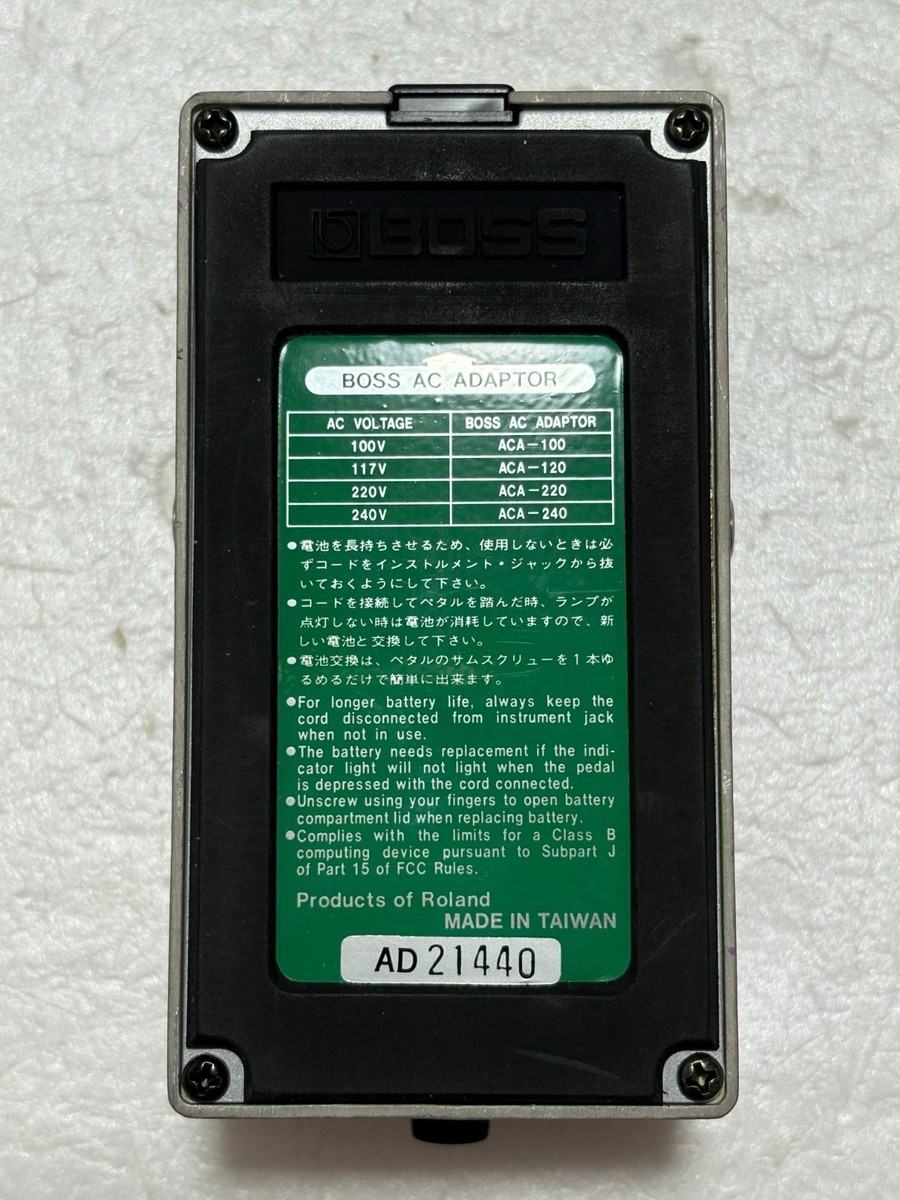 BOSS
BOSS AC ADAPTOR
AC VOLTAGE BOSS AC ADAPTOR
100V ACA-100
117V ACA-120
220V ACA-220
240V ACA-240
●電池を長持ちさせるため、使用しないときは必
ずコードをインストルメント・ジャックから抜
いておくようにして下さい。
●コードを接続してペタルを踏んだ時、ランプが
点灯しない時は電池が消耗していますので、新
しい電池と交換して下さい。
●電池交換は、ペタルのサムスクリューを1本ゆ
るめるだけで簡単に出来ます。
●For longer battery life, always keep the
cord disconnected from instrument jack
when not in use.
●The battery needs replacement if the indi-
cator light will not light when the pedal
is depressed with the cord connected.
●Unscrew using your fingers to open battery
compartment lid when replacing battery.
●Complies with the limits for a Class B
computing device pursuant to Subpart J
of Part 15 of FCC Rules.
Products of Roland
MADE IN TAIWAN
AD 21440